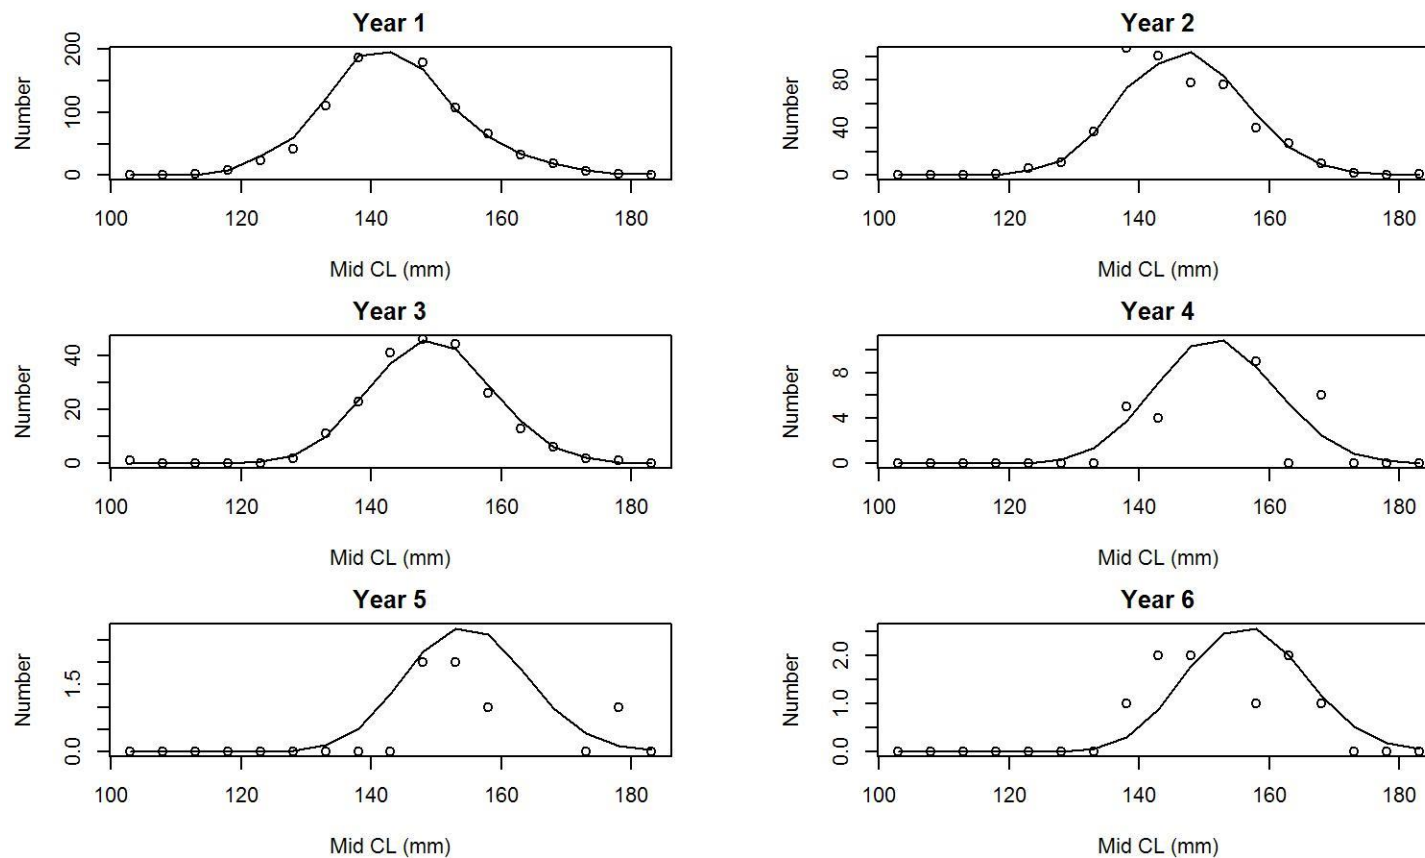 Year 1
Number
200
100
0
100 120 140 160 180
Mid CL (mm)
Year 2
Number
80
40
0
100 120 140 160 180
Mid CL (mm)
Year 3
Number
40
20
0
100 120 140 160 180
Mid CL (mm)
Year 4
Number
8
4
0
100 120 140 160 180
Mid CL (mm)
Year 5
Number
1.5
0.0
100 120 140 160 180
Mid CL (mm)
Year 6
Number
2.0
1.0
0.0
100 120 140 160 180
Mid CL (mm)